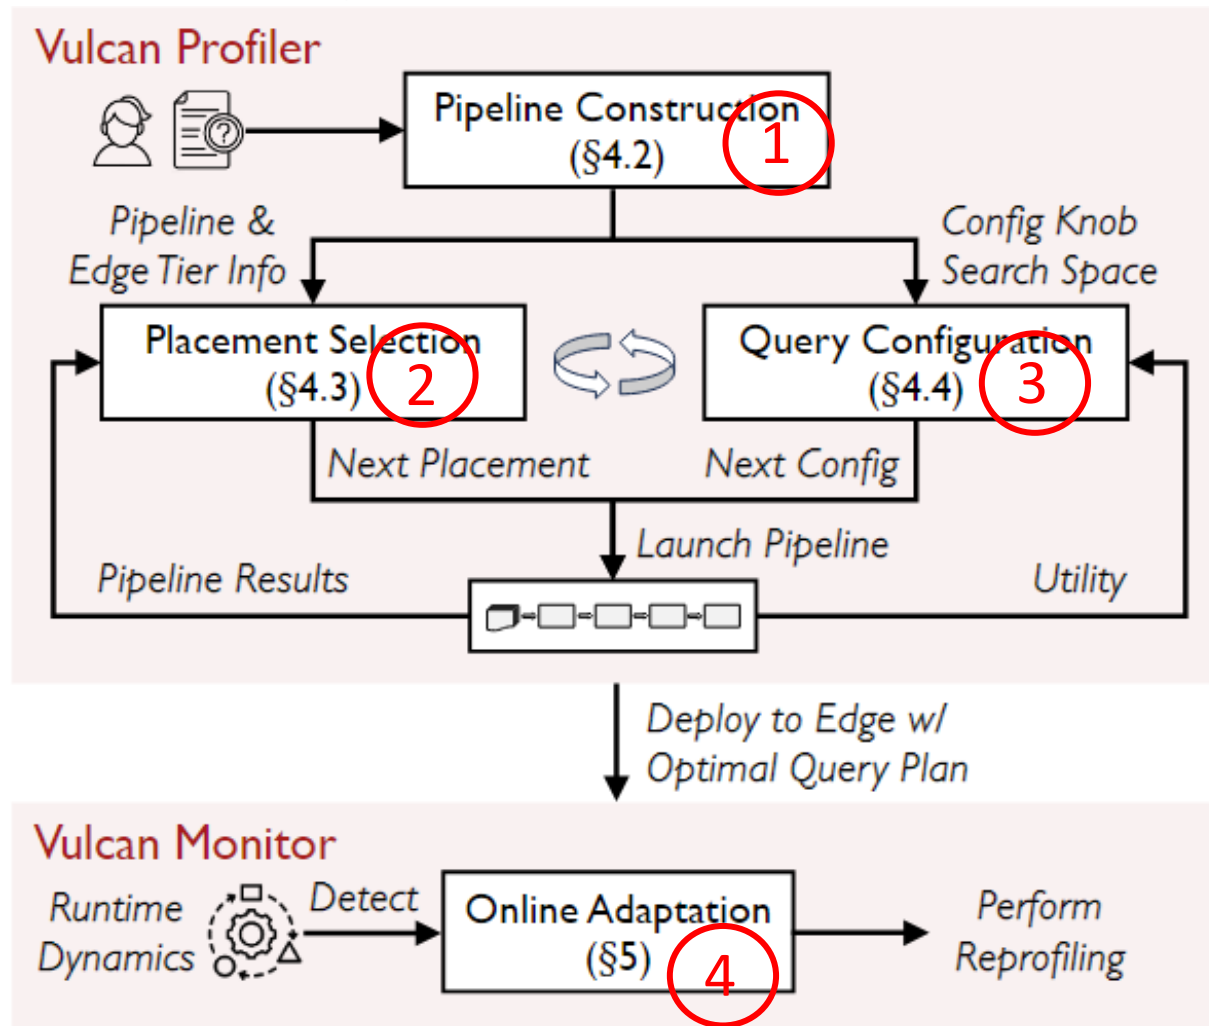 Vulcan Profiler
?
Pipeline Construction
(§4.2)
1
Pipeline &
Edge Tier Info
Config Knob
Search Space
Placement Selection
(§4.3)
2
Query Configuration
(§4.4)
3
Next Placement
Next Config
Launch Pipeline
Pipeline Results
Utility
Deploy to Edge w/
Optimal Query Plan
Vulcan Monitor
Runtime
Dynamics
Detect
Online Adaptation
(§5)
4
Perform
Reprofiling